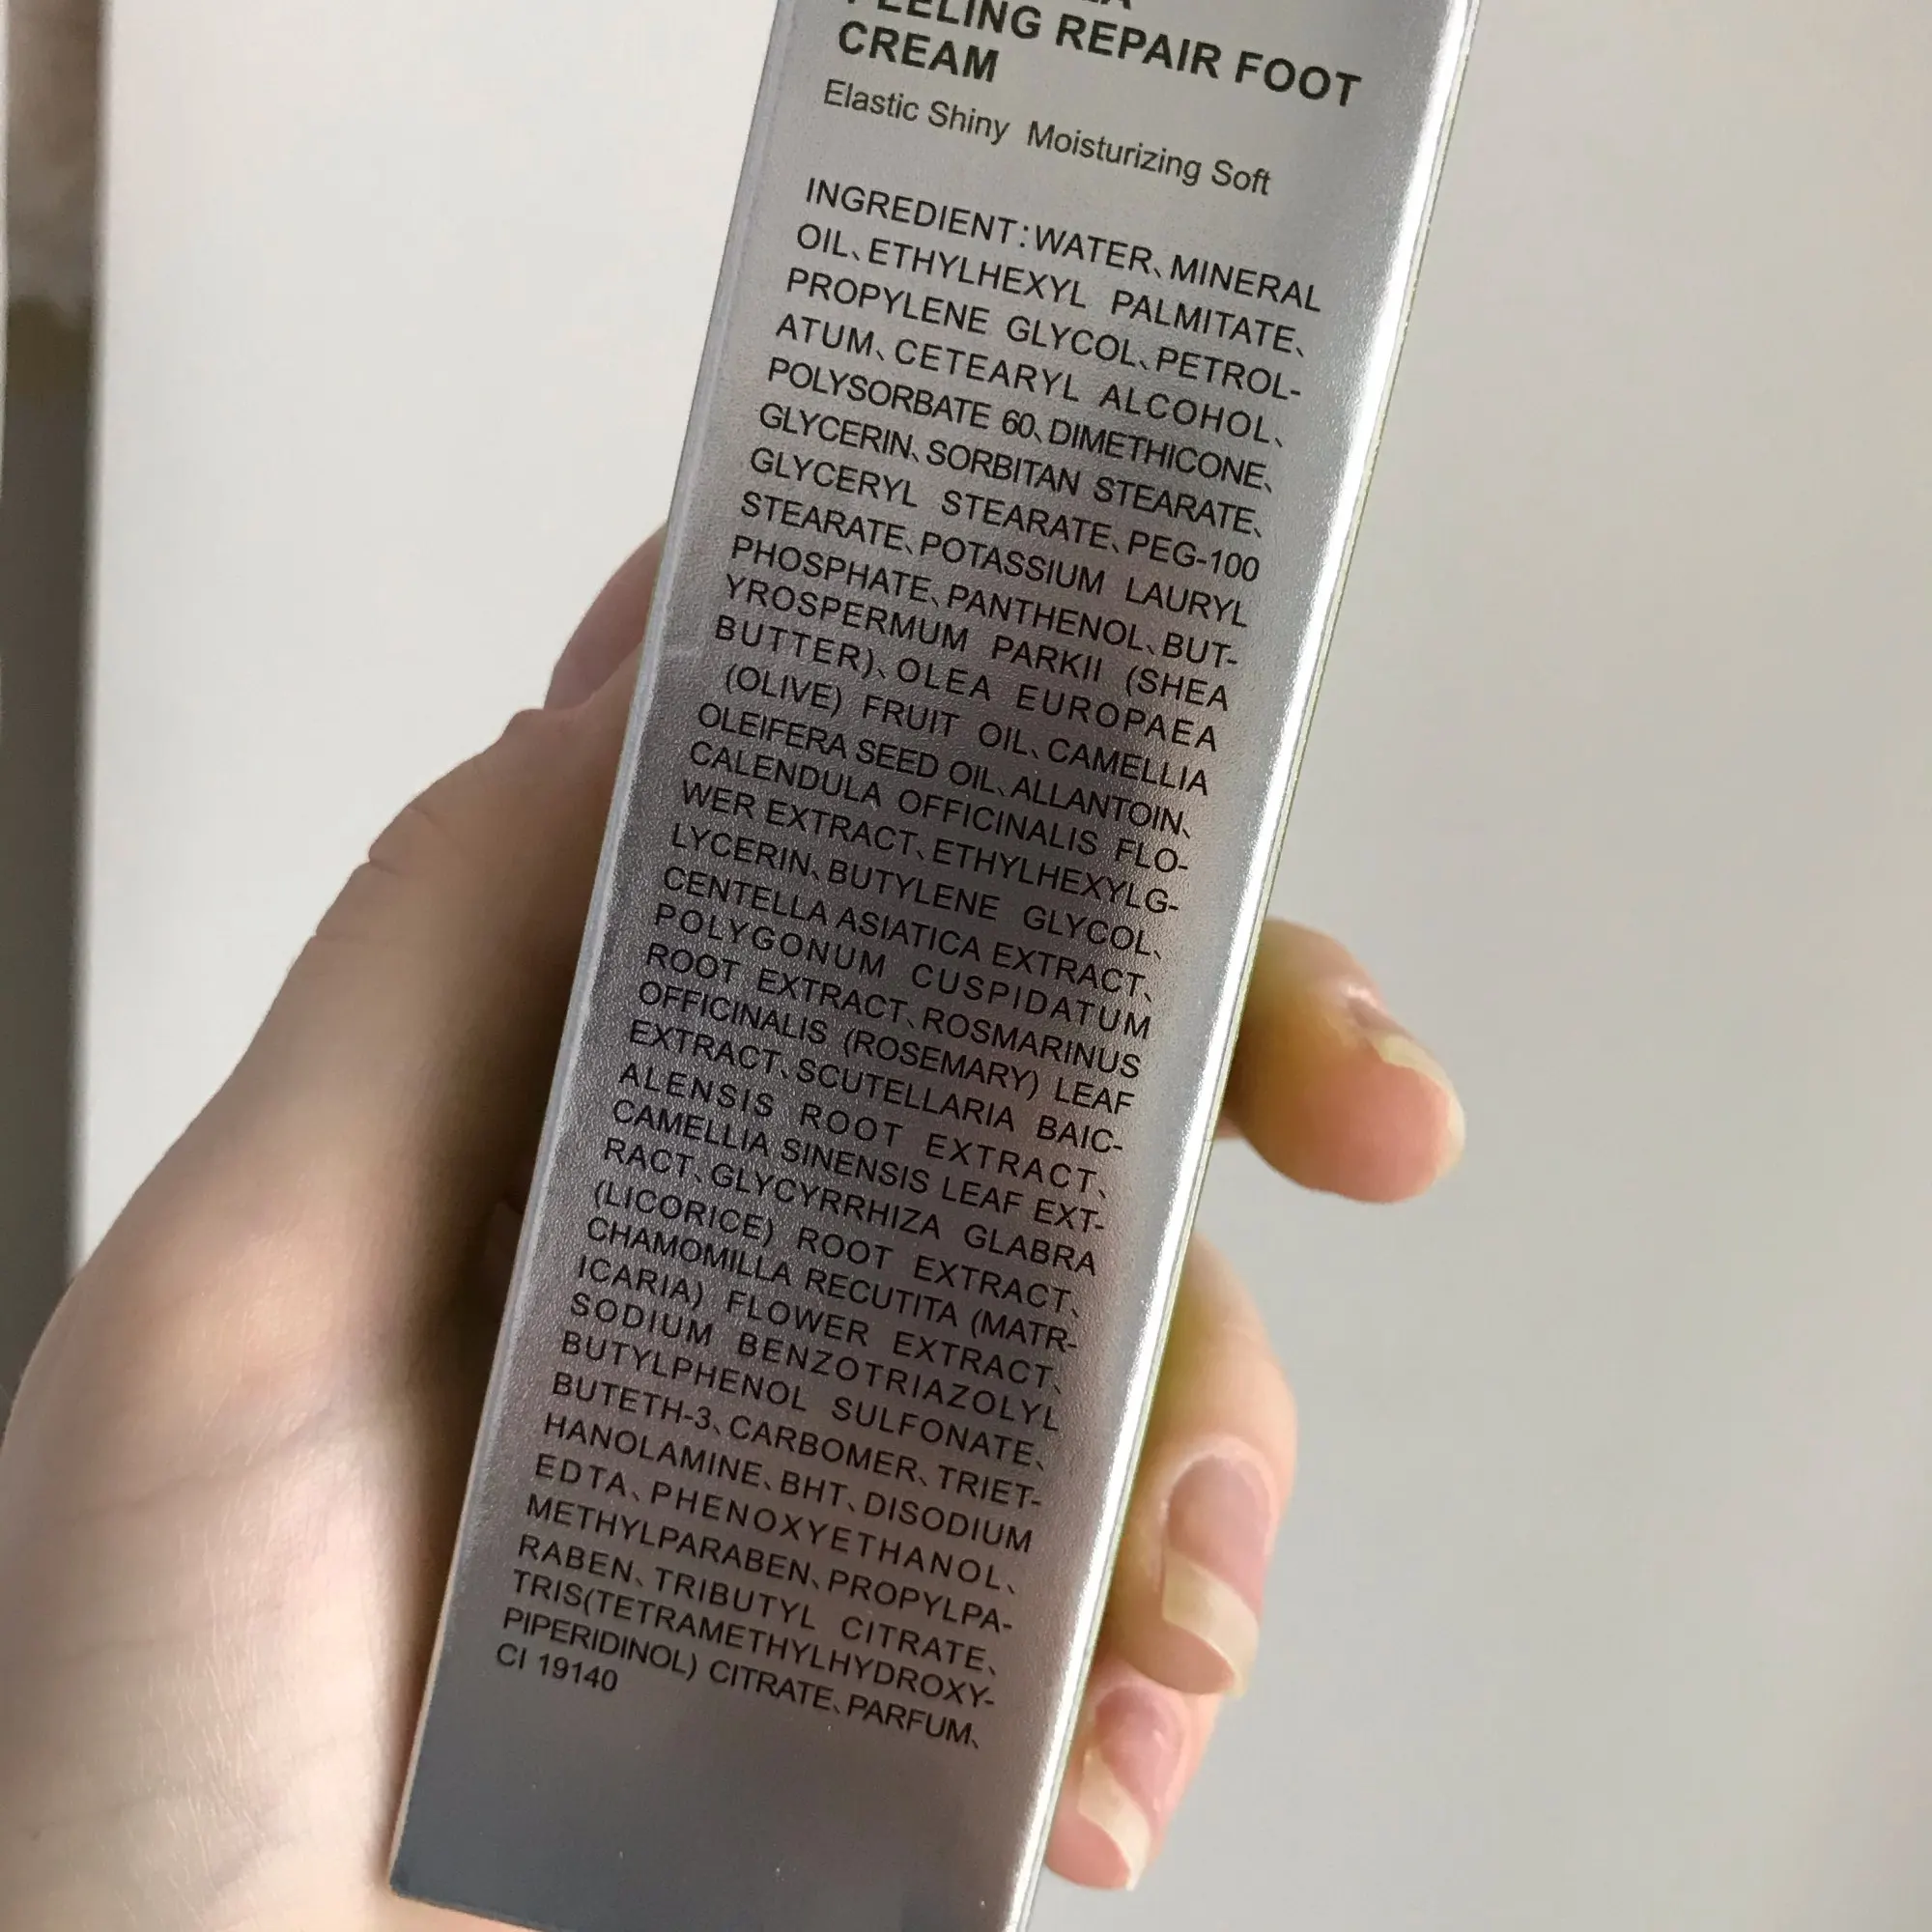 PEELING REPAIR FOOT
CREAM
Elastic Shiny Moisturizing Soft
INGREDIENT:WATER、MINERAL
OIL、ETHYLHEXYL PALMITATE、
PROPYLENE GLYCOL、PETROL-
ATUM、CETEARYL ALCOHOL、
POLYSORBATE 60、DIMETHICONE、
GLYCERIN、SORBITAN STEARATE、
GLYCERYL STEARATE、PEG-100
STEARATE、POTASSIUM LAURYL
PHOSPHATE、PANTHENOL、BUT-
YROSPERMUM PARKII (SHEA
BUTTER)、OLEA EUROPAEA
(OLIVE) FRUIT OIL、CAMELLIA
OLEIFERA SEED OIL、ALLANTOIN、
CALENDULA OFFICINALIS FLO-
WER EXTRACT、ETHYLHEXYLG-
LYCERIN、BUTYLENE GLYCOL、
CENTELLA ASIATICA EXTRACT、
POLYGONUM CUSPIDATUM
ROOT EXTRACT、ROSMARINUS
OFFICINALIS (ROSEMARY) LEAF
EXTRACT、SCUTELLARIA BAIC-
ALENSIS ROOT EXTRACT、
CAMELLIA SINENSIS LEAF EXT-
RACT、GLYCYRRHIZA GLABRA
(LICORICE) ROOT EXTRACT、
CHAMOMILLA RECUTITA (MATR-
ICARIA) FLOWER EXTRACT、
SODIUM BENZOTRIAZOLYL
BUTYLPHENOL SULFONATE、
BUTETH-3、CARBOMER、TRIET-
HANOLAMINE、BHT、DISODIUM
EDTA、PHENOXYETHANOL、
METHYLPARABEN、PROPYLPA-
RABEN、TRIBUTYL CITRATE、
TRIS(TETRAMETHYLHYDROXY-
PIPERIDINOL) CITRATE、PARFUM、
CI 19140